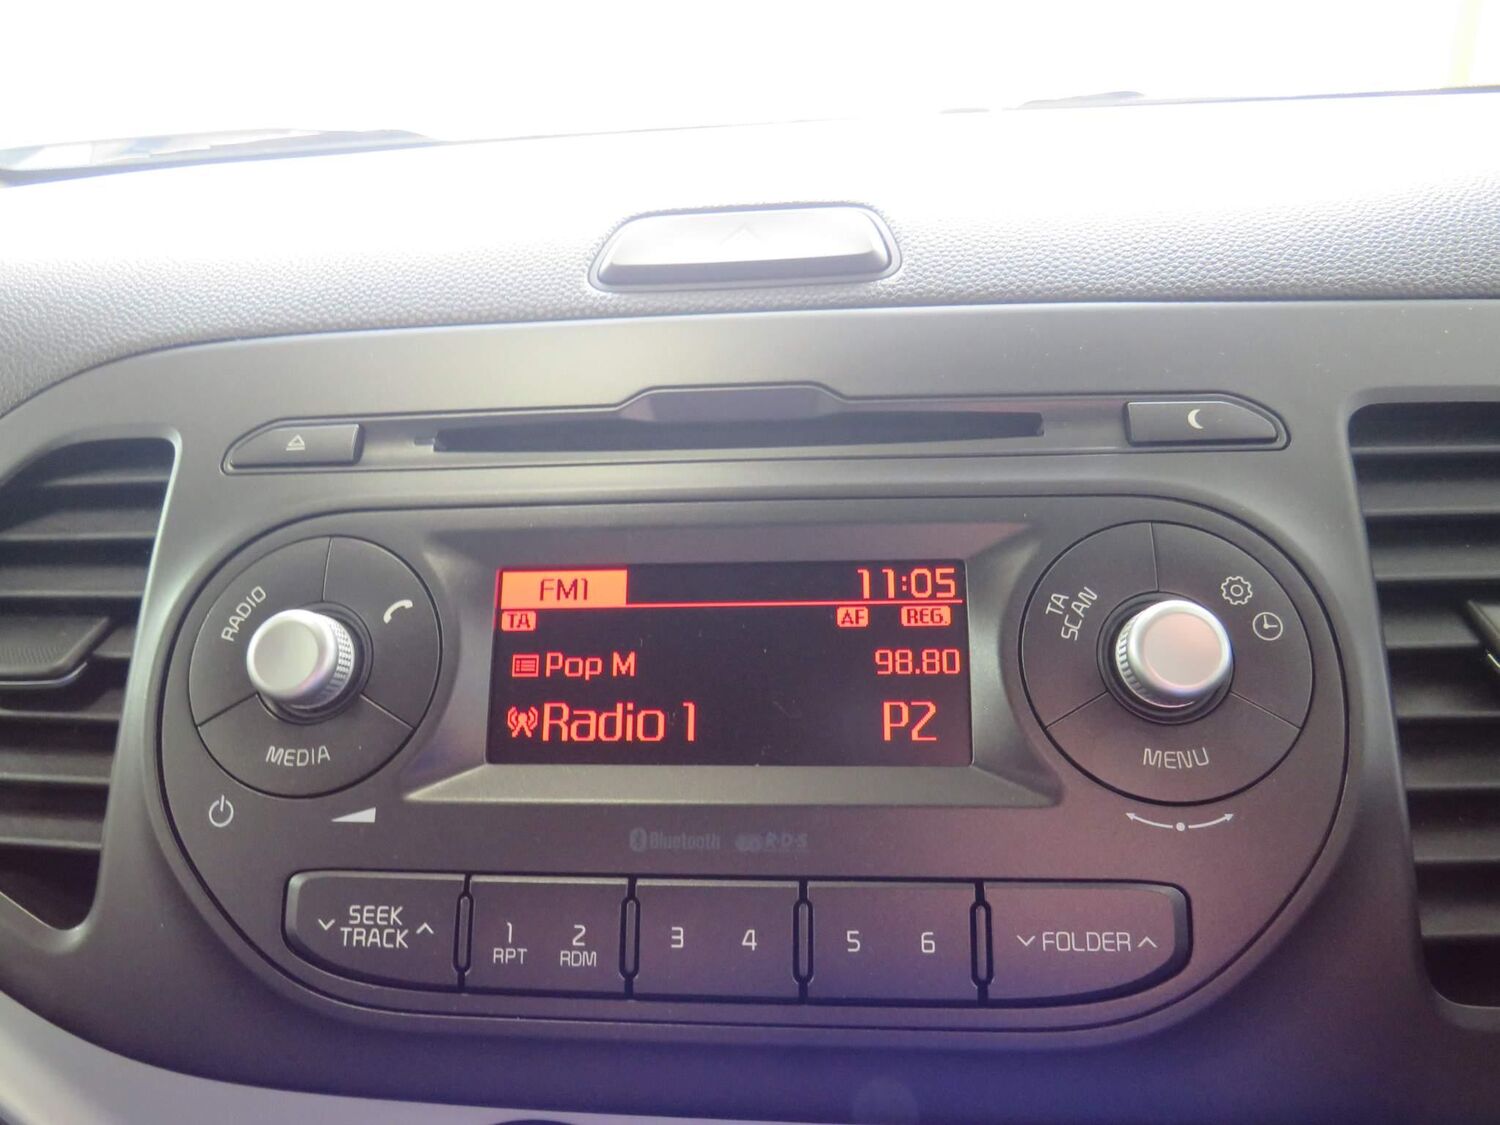 FM1 11:05
TA AF REG.
Pop M 98.80
Radio 1 P2
RADIO
MEDIA
TA
SCAN
MENU
Bluetooth R·D·S
SEEK
TRACK
1 2
RPT RDM
3 4
5 6
FOLDER